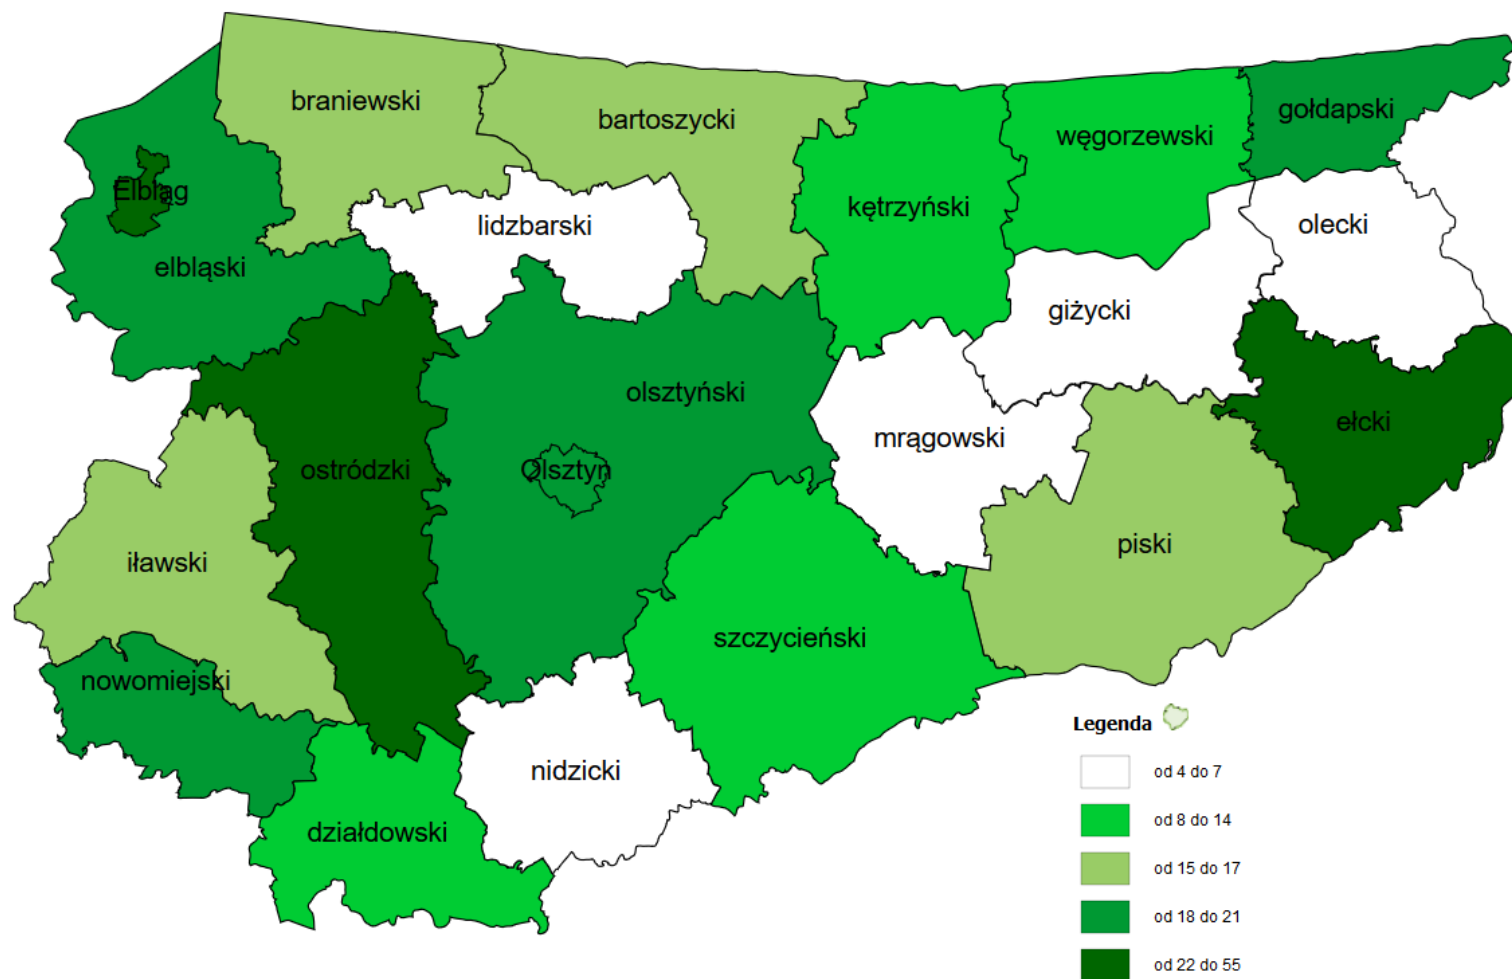 braniewski
bartoszycki
gołdapski
węgorzewski
Elbląg
kętrzyński
lidzbarski
olecki
elbląski
giżycki
olsztyński
ełcki
mrągowski
ostródzki
Olsztyn
piski
iławski
szczycieński
nowomiejski
nidzicki
działdowski
Legenda
od 4 do 7
od 8 do 14
od 15 do 17
od 18 do 21
od 22 do 55